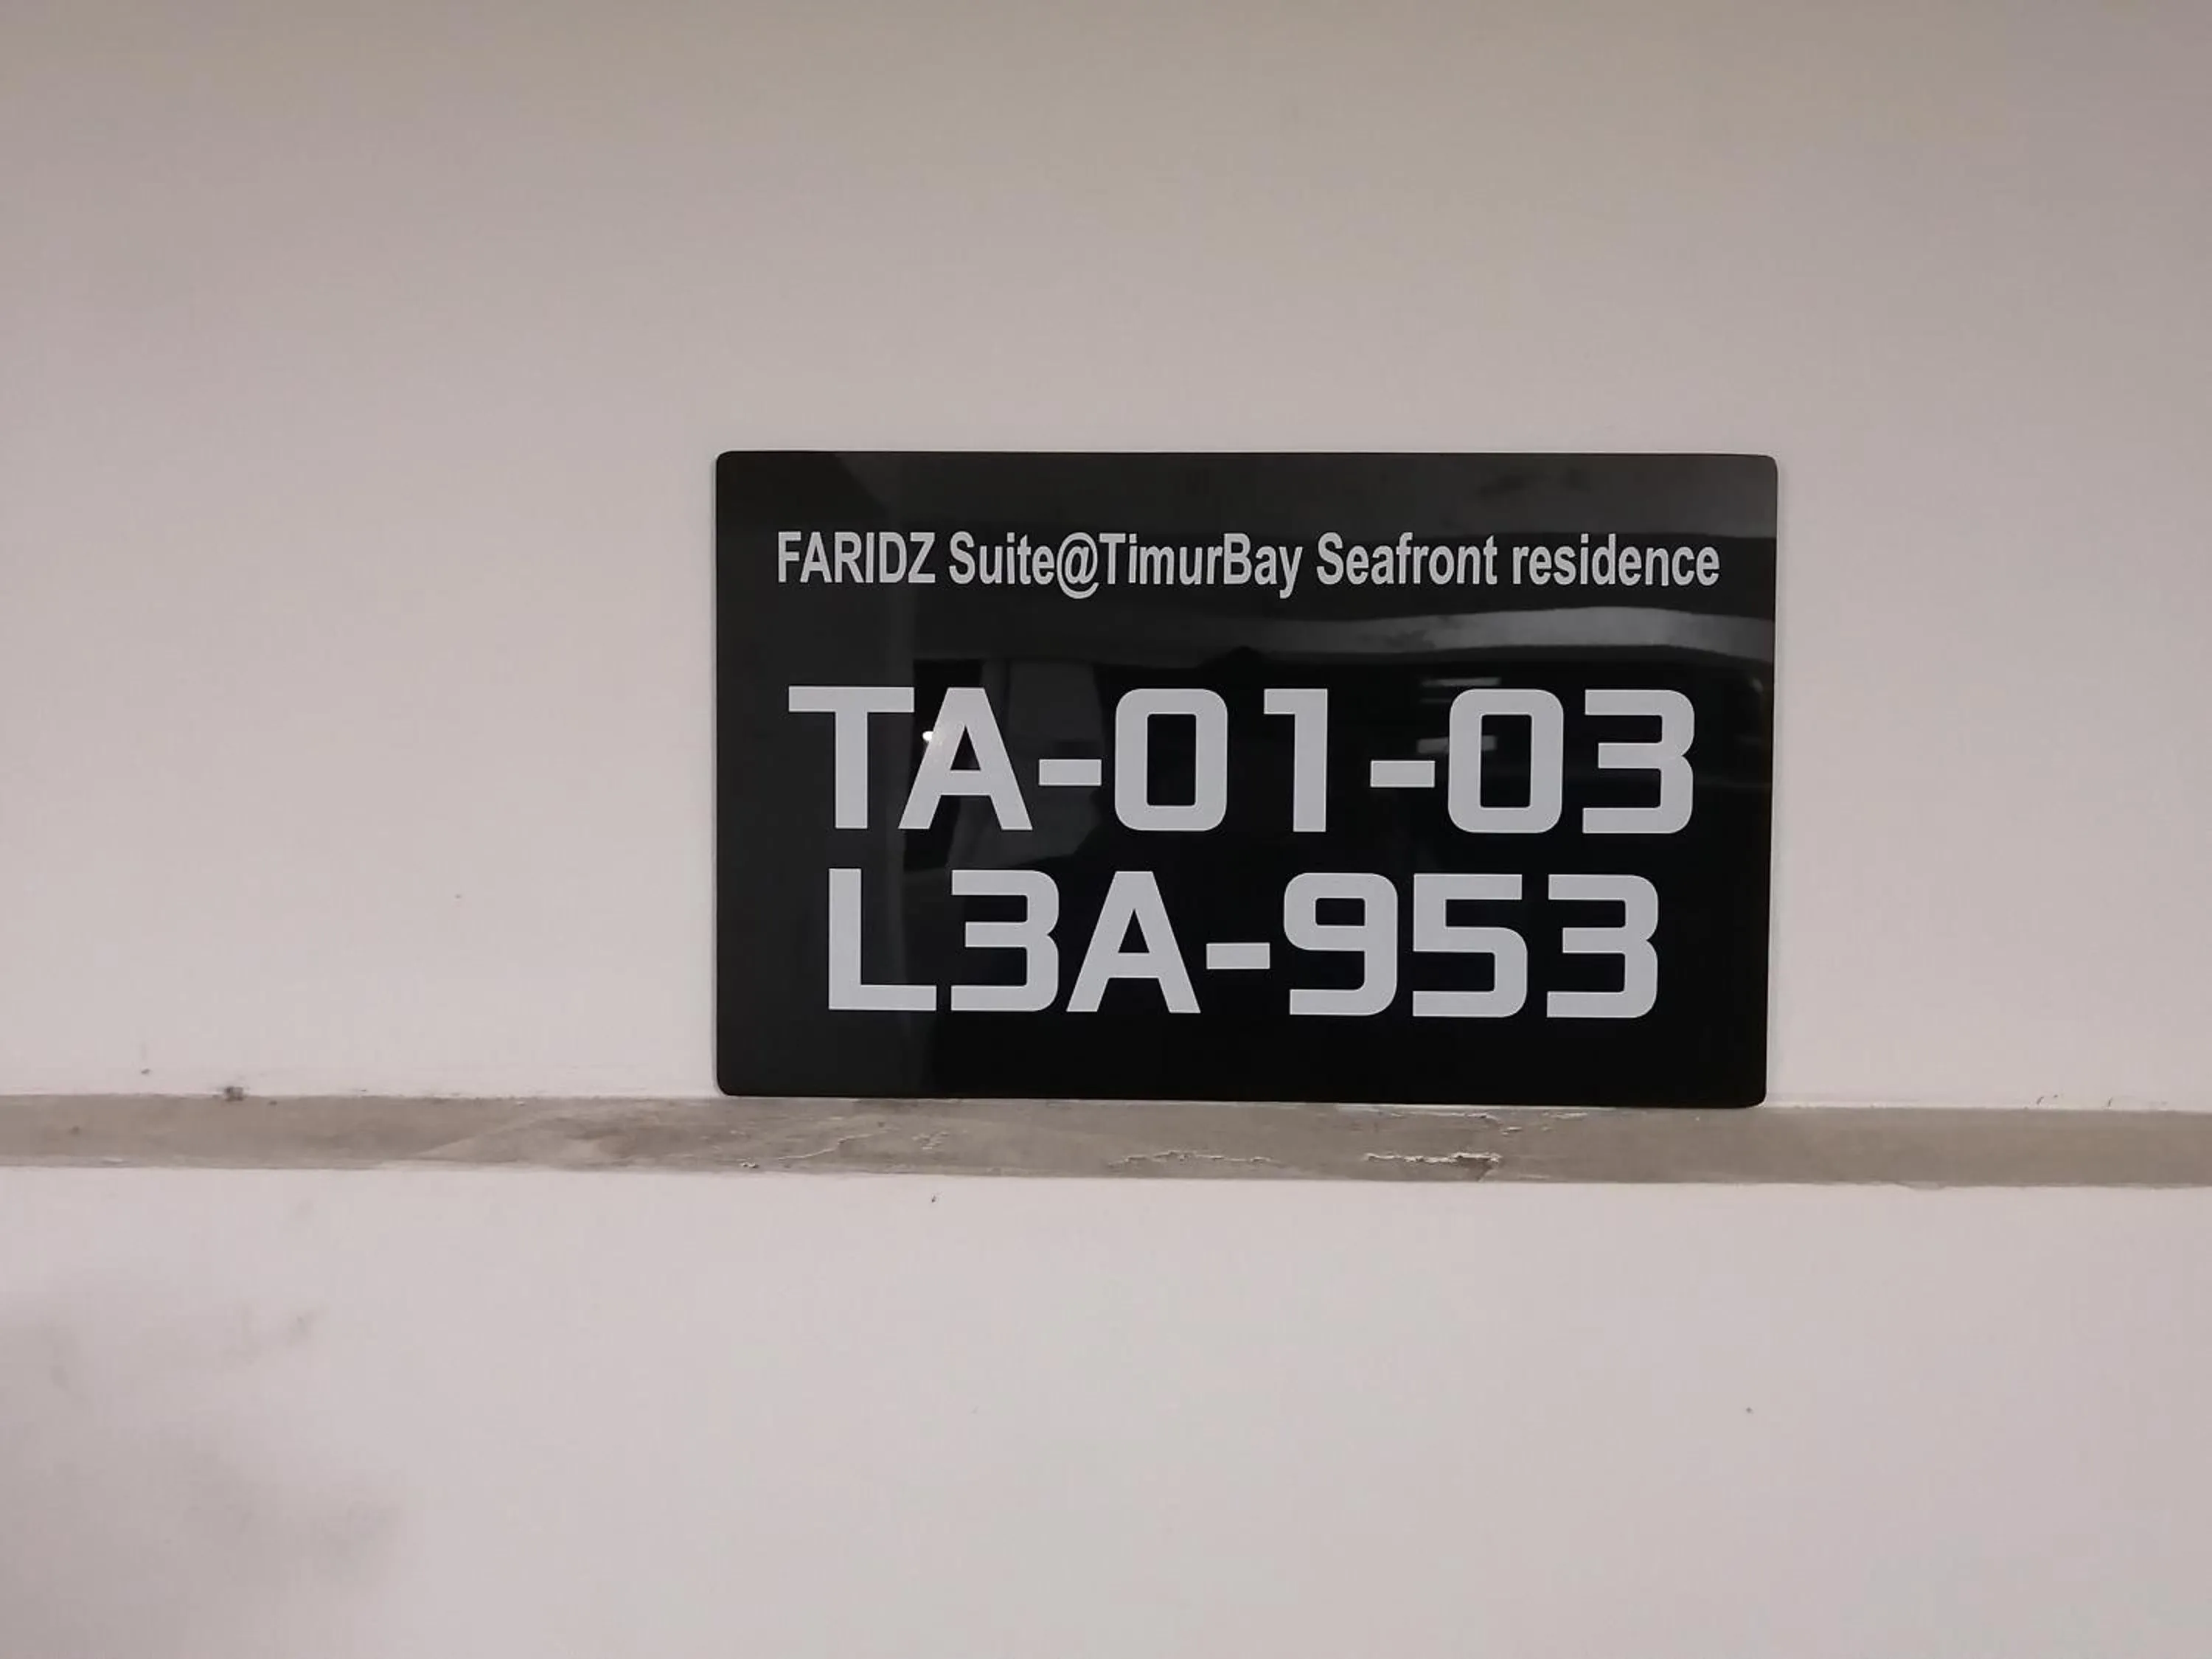 FARIDZ Suite@TimurBay Seafront residence
TA-01-03
L3A-953